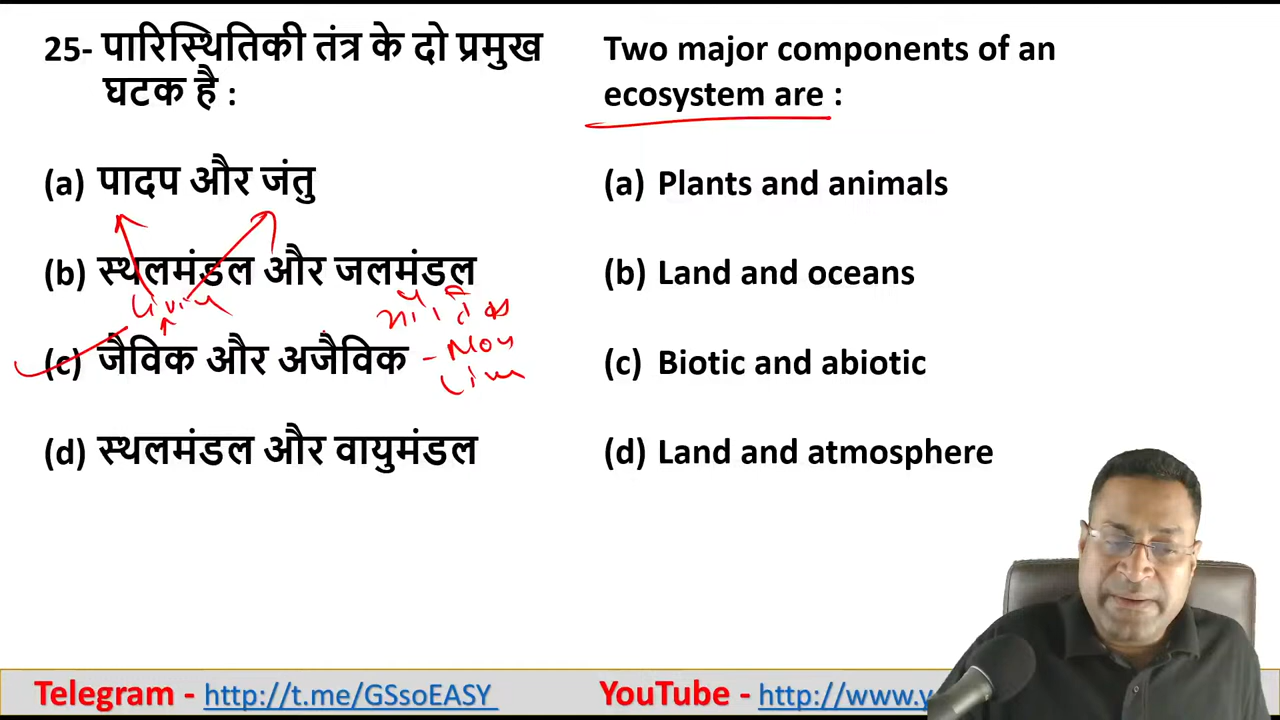 25- पारिस्थितिकी तंत्र के दो प्रमुख
घटक है :
(a) पादप और जंतु
(b) स्थलमंडल और जलमंडल
(c) जैविक और अजैविक
(d) स्थलमंडल और वायुमंडल
Two major components of an
ecosystem are :
(a) Plants and animals
(b) Land and oceans
(c) Biotic and abiotic
(d) Land and atmosphere
Telegram - http://t.me/GSsoEASY
YouTube - http://www.y